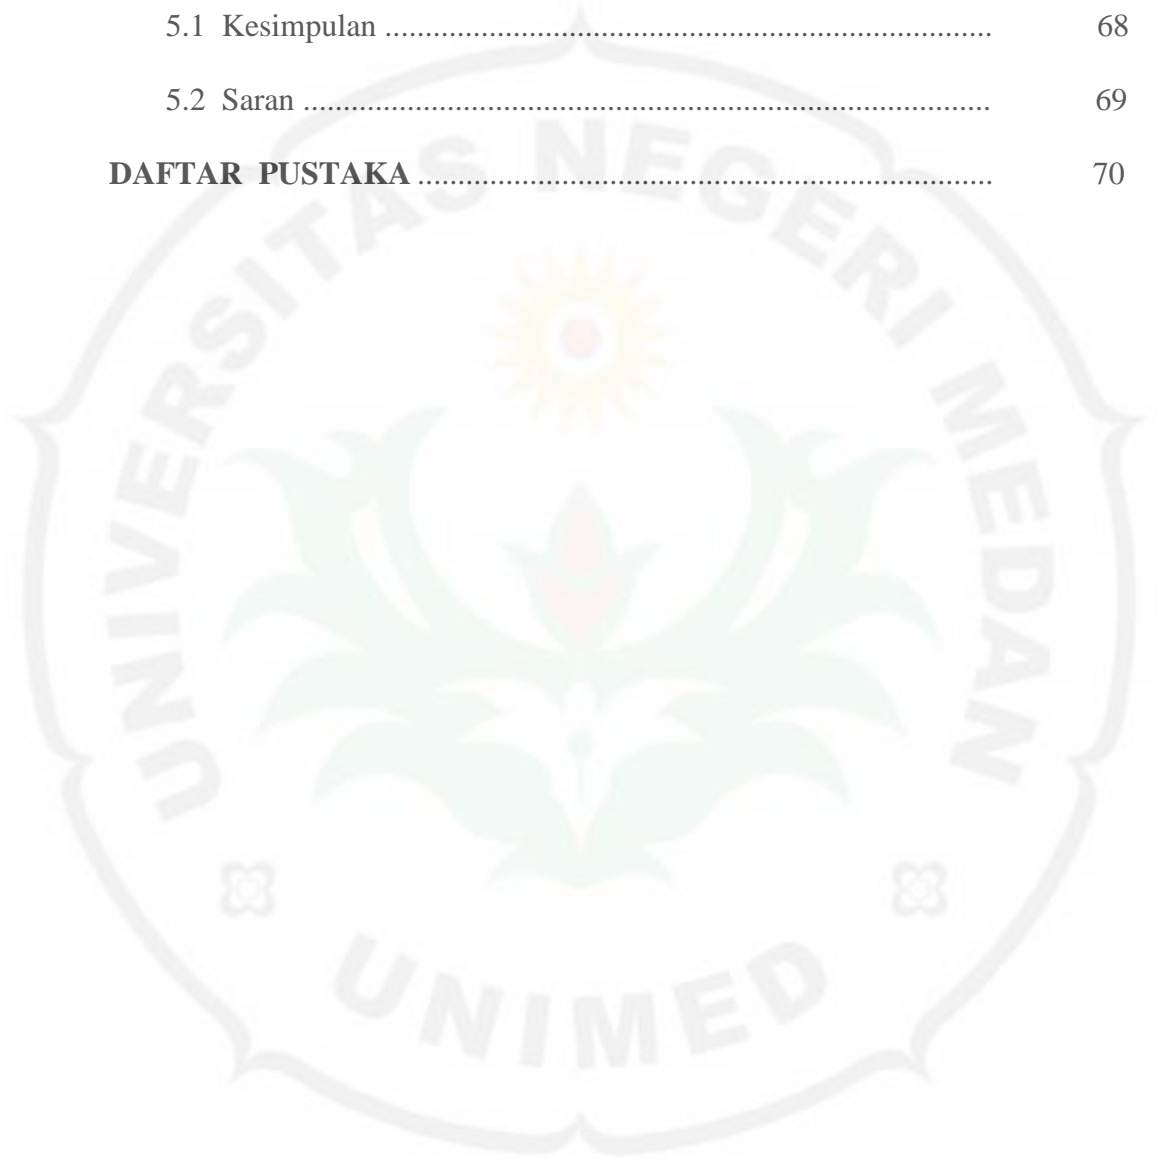 5.1 Kesimpulan ............................................................... 68
5.2 Saran ....................................................................... 69
DAFTAR PUSTAKA ............................................................ 70
UNIVERSITAS NEGERI MEDAN
UNIMED